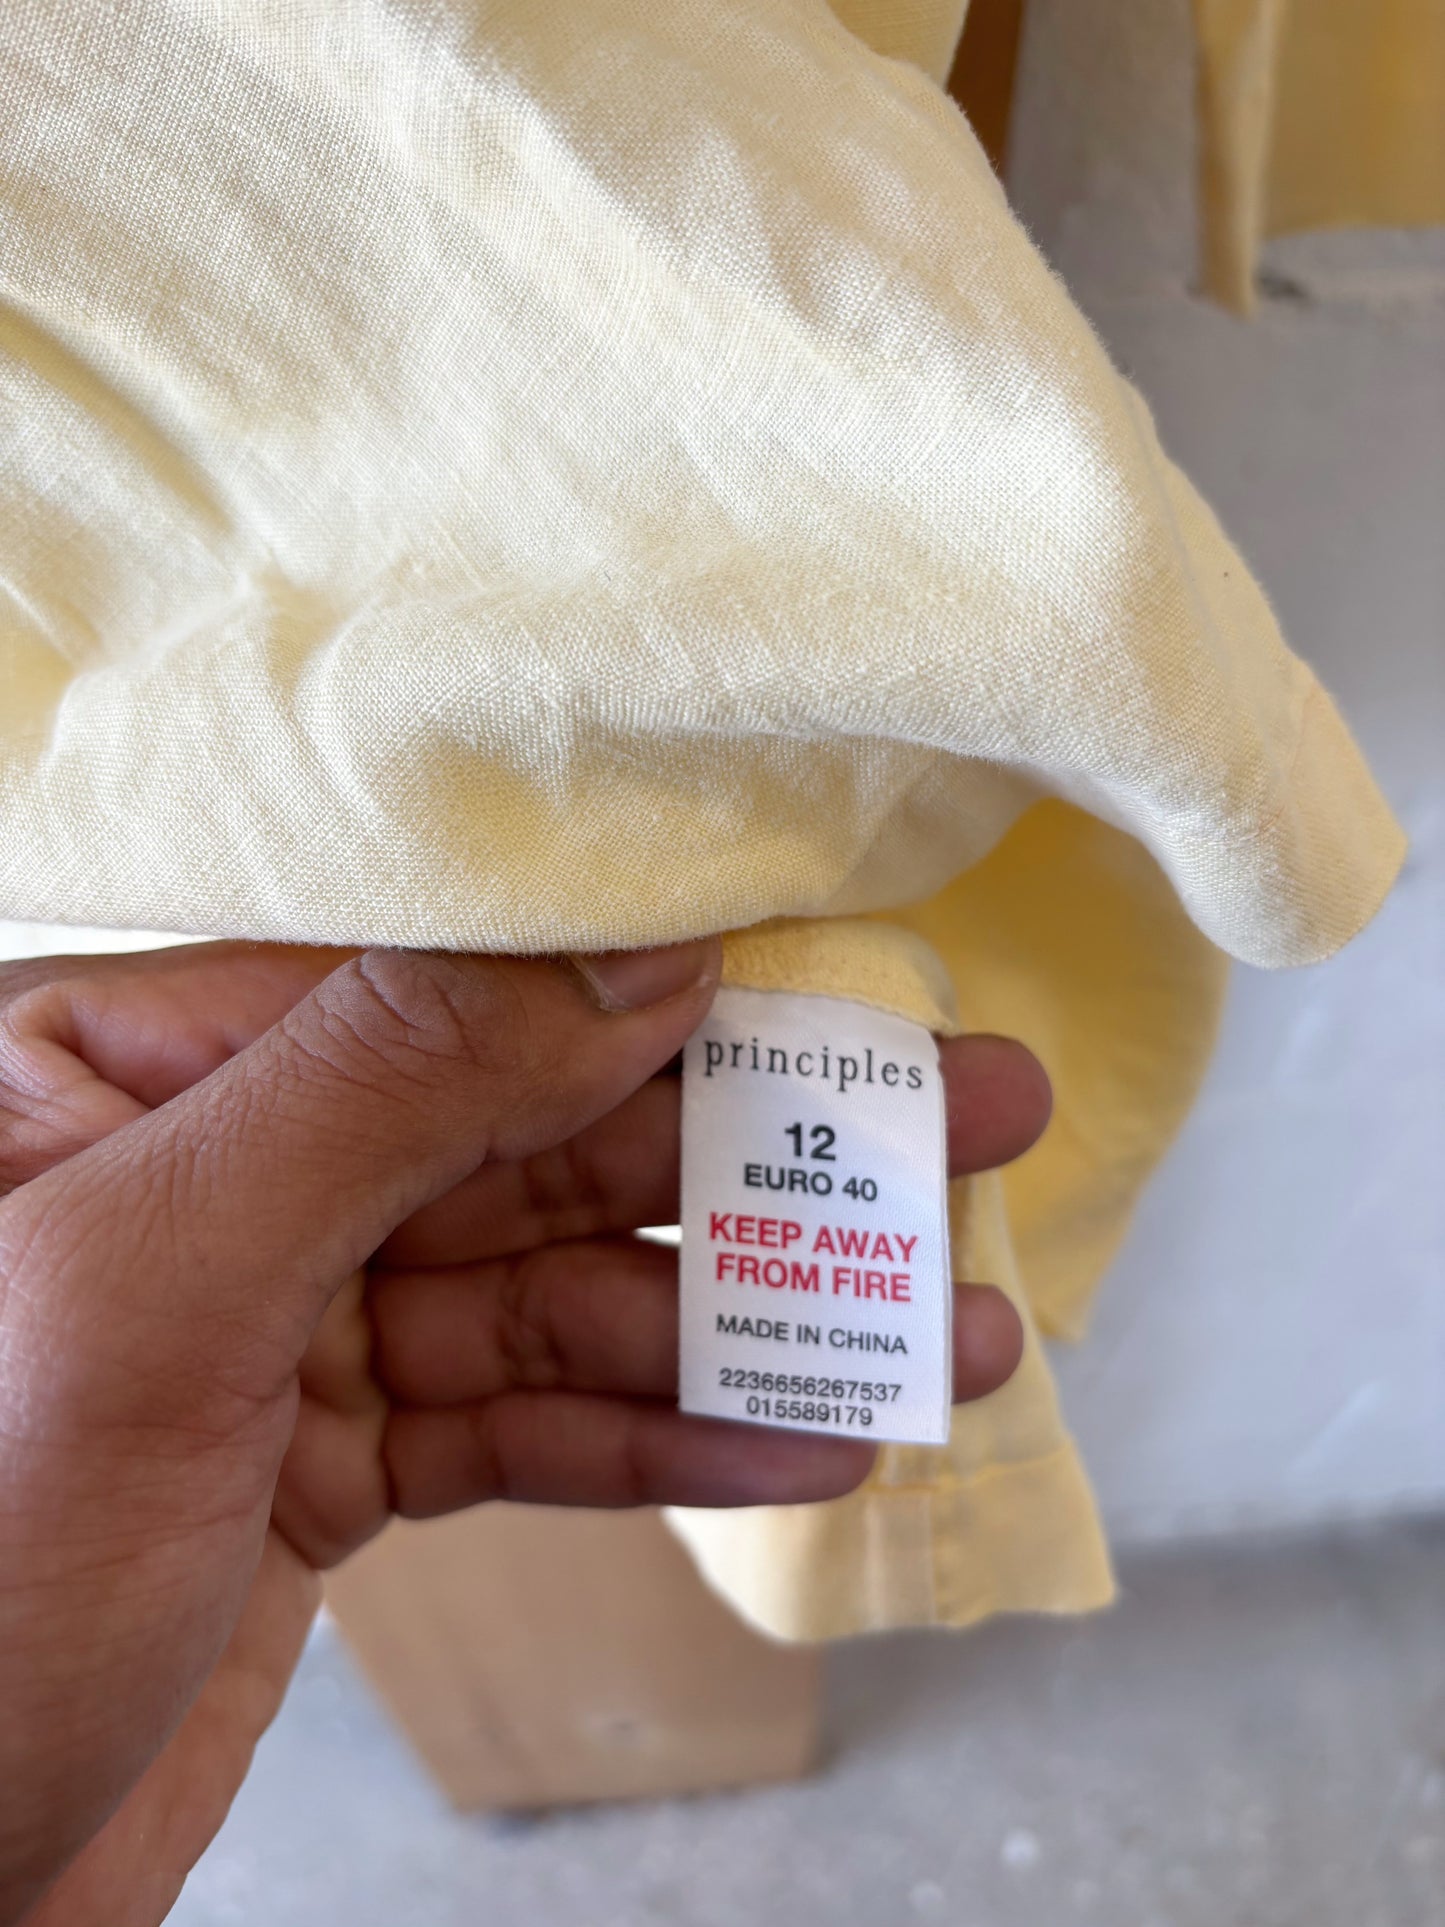 principles
12
EURO 40
KEEP AWAY
FROM FIRE
MADE IN CHINA
2236656267537
015589179